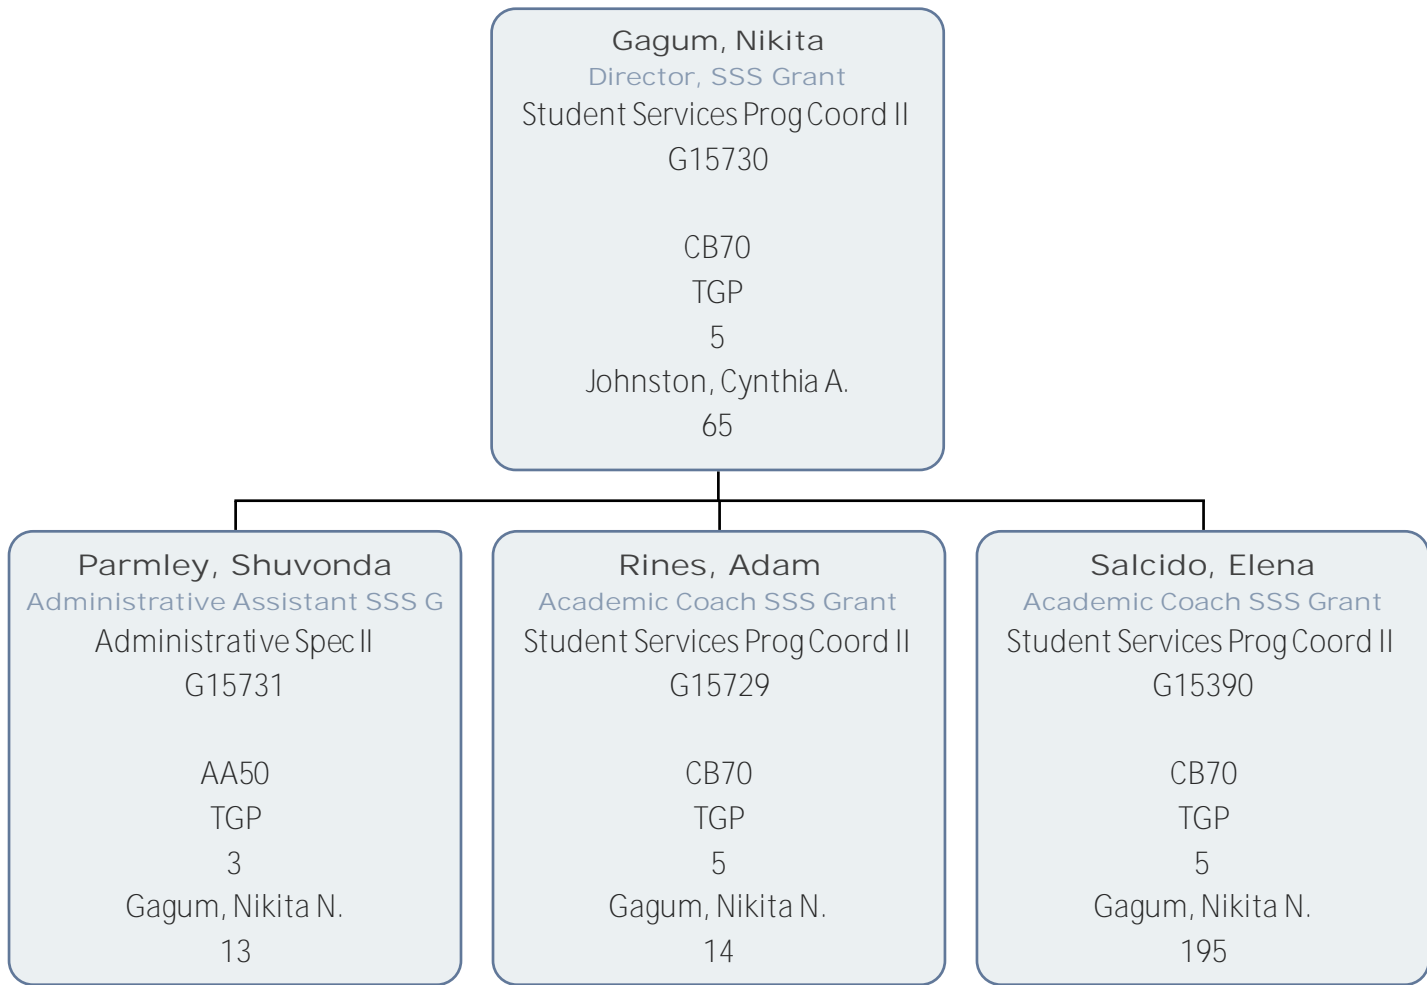 Gagum, Nikita
Director, SSS Grant
Student Services Prog Coord II
G15730
CB70
TGP
5
Johnston, Cynthia A.
65
Parmley, Shuvonda
Administrative Assistant SSS G
Administrative Spec II
G15731
AA50
TGP
3
Gagum, Nikita N.
13
Rines, Adam
Academic Coach SSS Grant
Student Services Prog Coord II
G15729
CB70
TGP
5
Gagum, Nikita N.
14
Salcido, Elena
Academic Coach SSS Grant
Student Services Prog Coord II
G15390
CB70
TGP
5
Gagum, Nikita N.
195